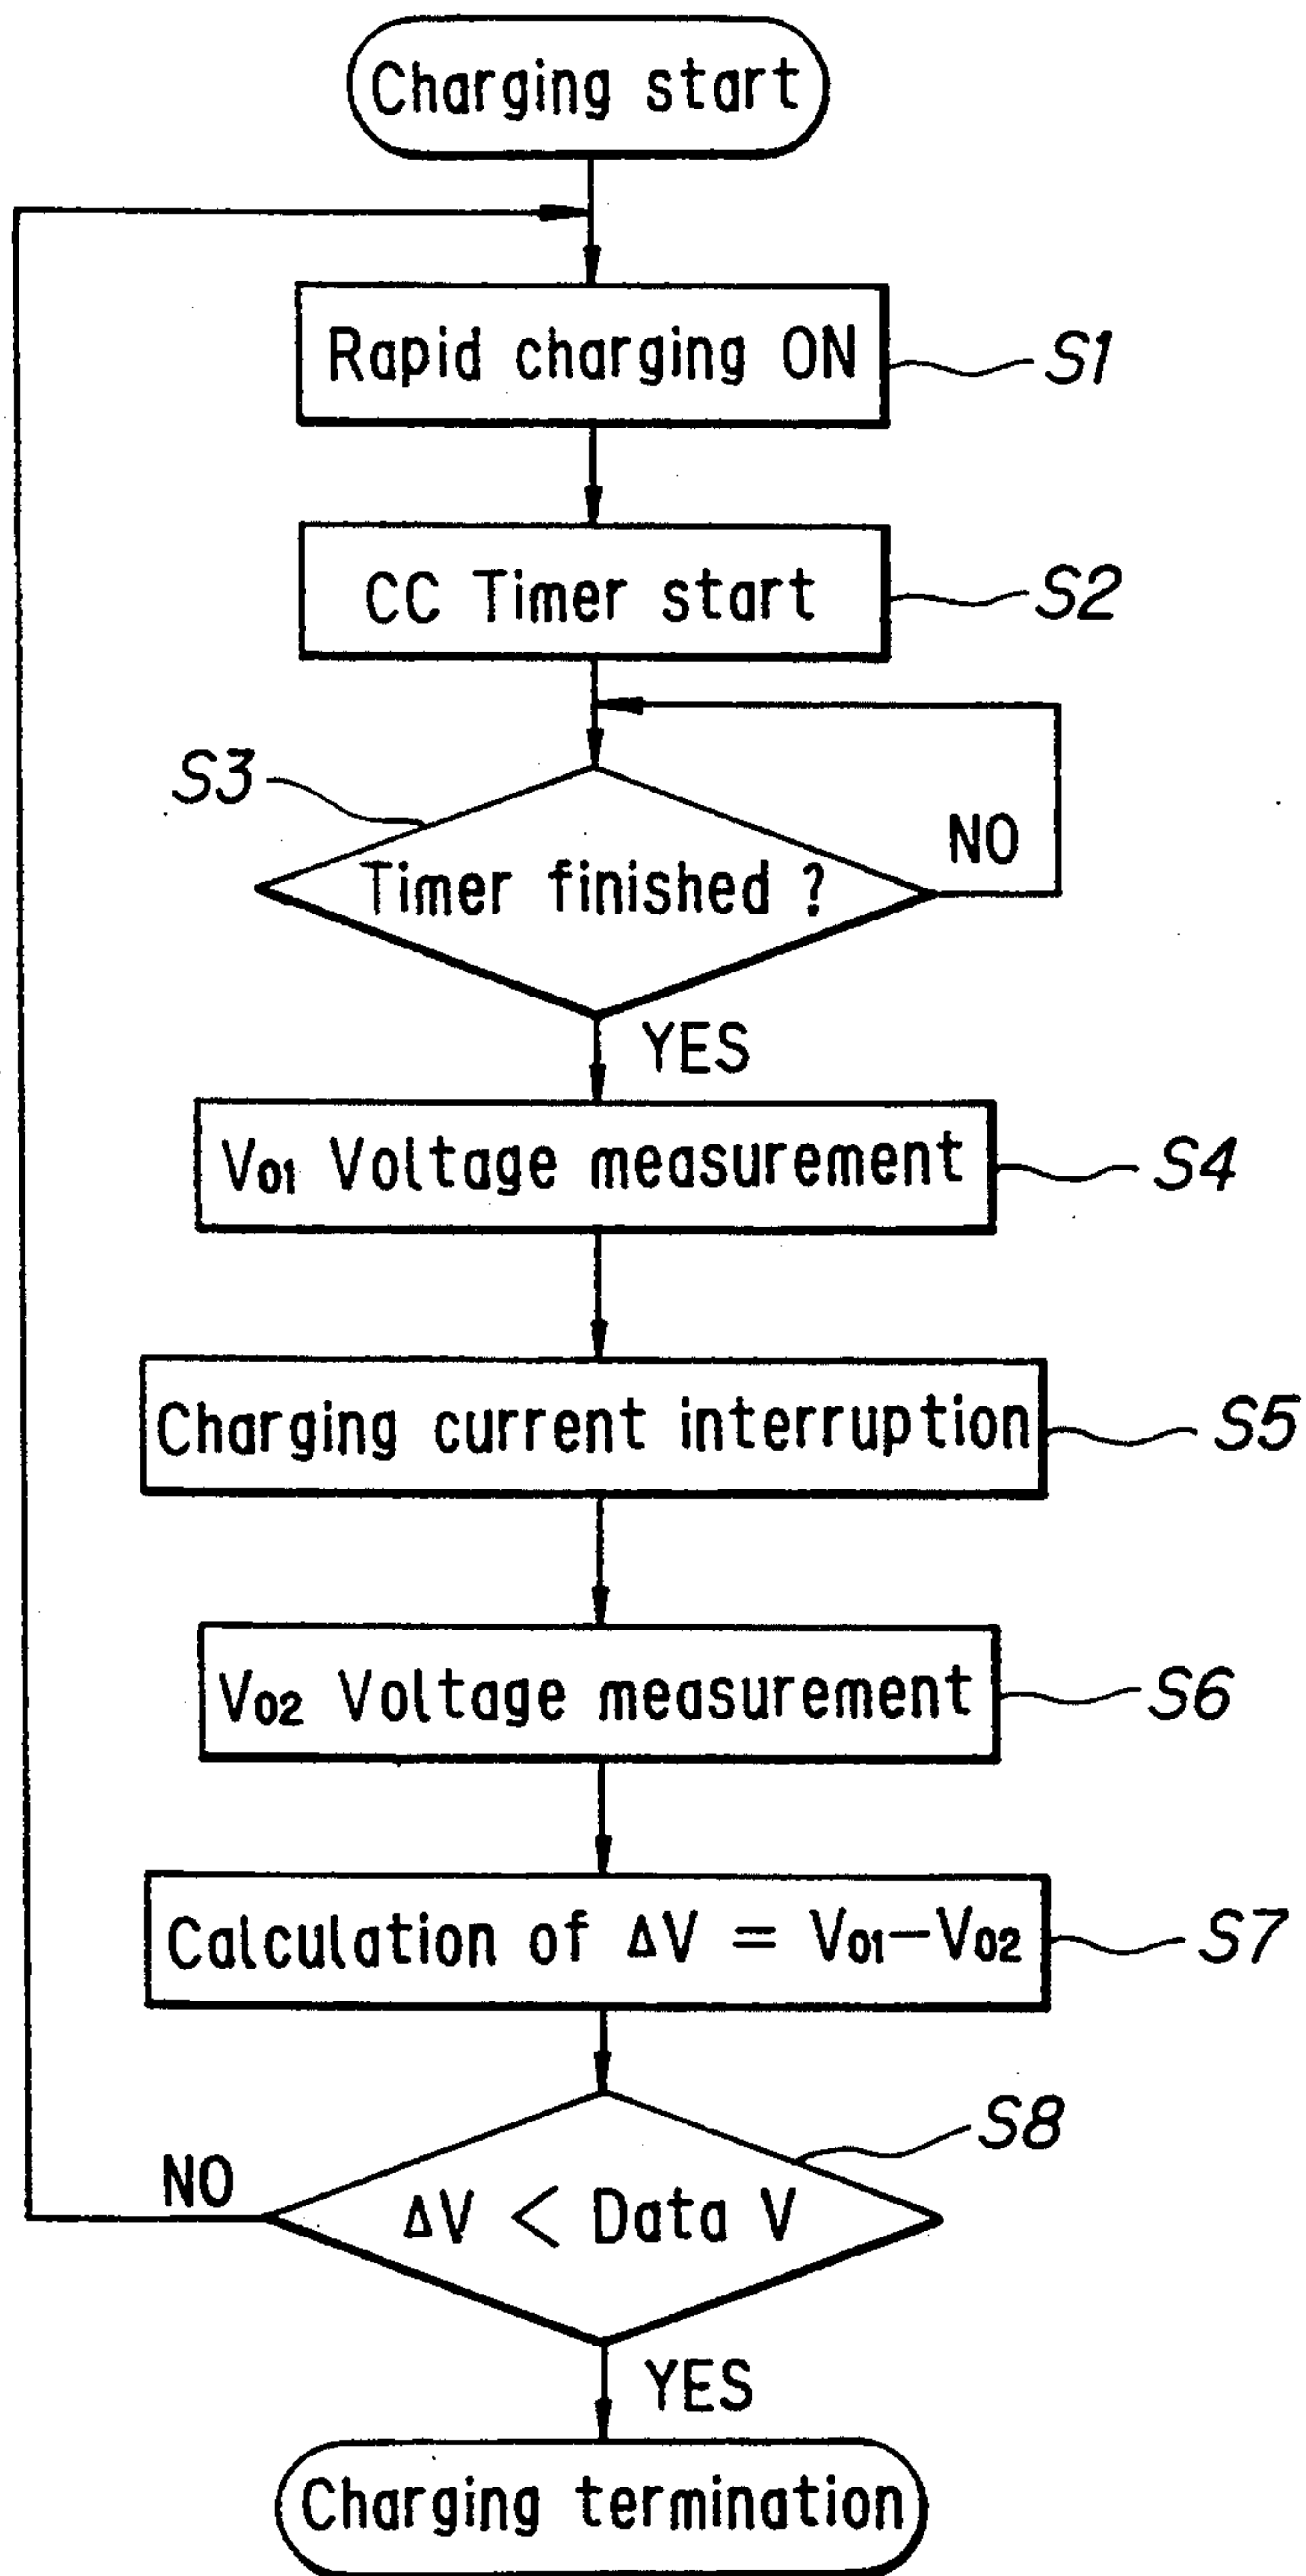 Charging start
Rapid charging ON
S1
CC Timer start
S2
S3
Timer finished ?
NO
YES
V01 Voltage measurement
S4
Charging current interruption
S5
V02 Voltage measurement
S6
Calculation of ΔV = V01-V02
S7
S8
NO
ΔV < Data V
YES
Charging termination